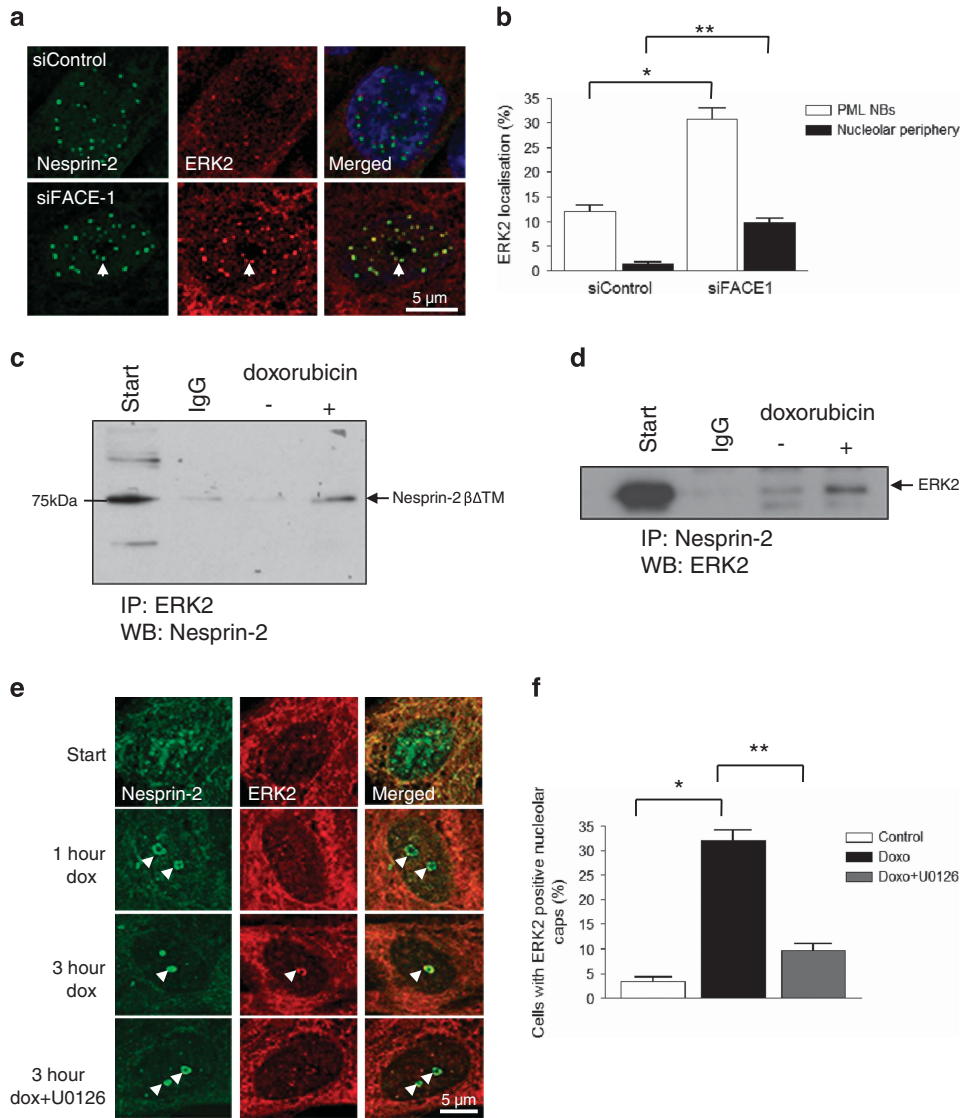 a
siControl
Nesprin-2
ERK2
Merged
siFACE-1
5 µm
b
**
*
35
30
25
20
15
10
5
0
ERK2 localisation (%)
siControl
siFACE1
PML NBs
Nucleolar periphery
c
Start
IgG
doxorubicin
-
+
75kDa
Nesprin-2 βΔTM
IP: ERK2
WB: Nesprin-2
d
Start
IgG
doxorubicin
-
+
ERK2
IP: Nesprin-2
WB: ERK2
e
Start
Nesprin-2
ERK2
Merged
1 hour
dox
3 hour
dox
3 hour
dox+U0126
5 µm
f
**
*
35
30
25
20
15
10
5
0
Cells with ERK2 positive nucleolar
caps (%)
Control
Doxo
Doxo+U0126